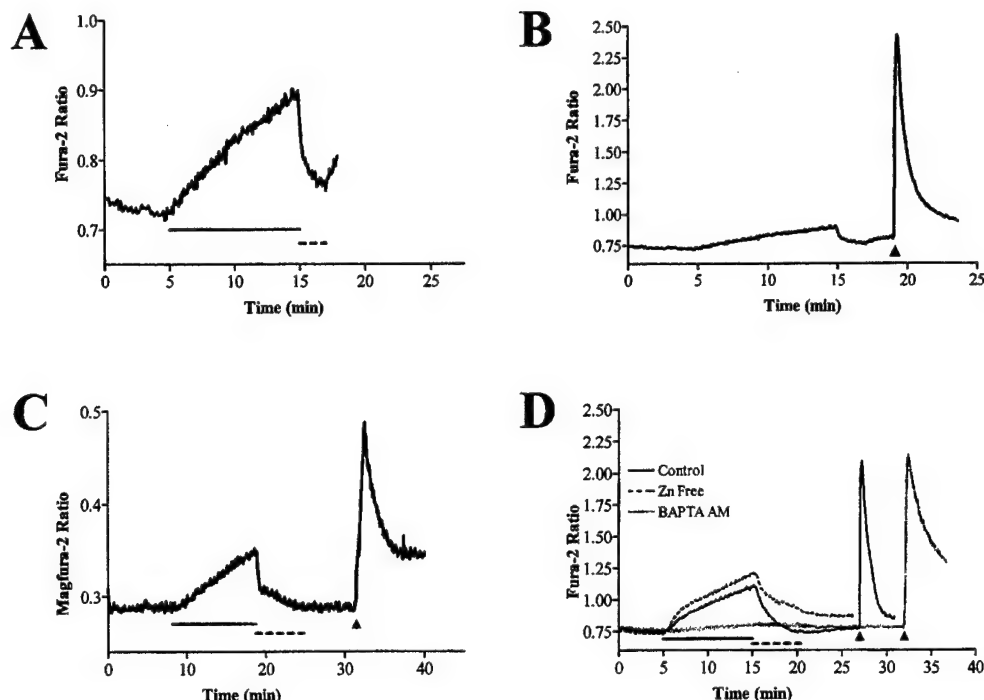 A
1.0
0.9
0.8
0.7
Fura-2 Ratio
0 5 10 15 20 25
Time (min)
B
2.50
2.25
2.00
1.75
1.50
1.25
1.00
0.75
Fura-2 Ratio
0 5 10 15 20 25
Time (min)
C
0.5
0.4
0.3
Magfura-2 Ratio
0 10 20 30 40
Time (min)
D
2.50
2.25
2.00
1.75
1.50
1.25
1.00
0.75
Fura-2 Ratio
Control
Zn Free
BAPTA AM
0 5 10 15 20 25 30 35 40
Time (min)